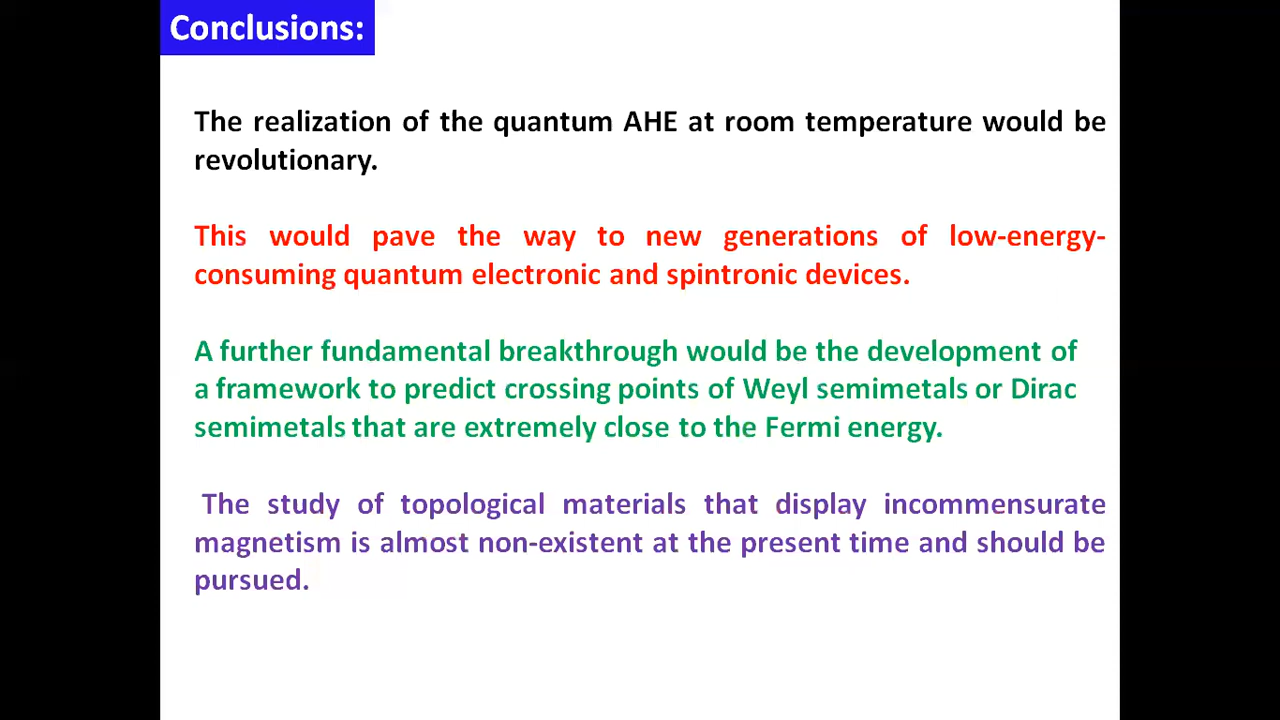 Conclusions:
The realization of the quantum AHE at room temperature would be
revolutionary.
This would pave the way to new generations of low-energy-
consuming quantum electronic and spintronic devices.
A further fundamental breakthrough would be the development of
a framework to predict crossing points of Weyl semimetals or Dirac
semimetals that are extremely close to the Fermi energy.
The study of topological materials that display incommensurate
magnetism is almost non-existent at the present time and should be
pursued.